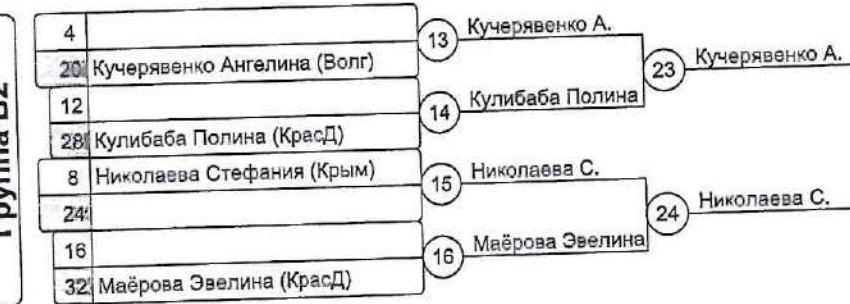 Группа В2
4
20 Кучерявенко Ангелина (Волг)
12
28 Кулибаба Полина (КрасД)
8 Николаева Стефания (Крым)
24
16
32 Маёрова Эвелина (КрасД)
13 Кучерявенко А.
14 Кулибаба Полина
15 Николаева С.
16 Маёрова Эвелина
23 Кучерявенко А.
24 Николаева С.